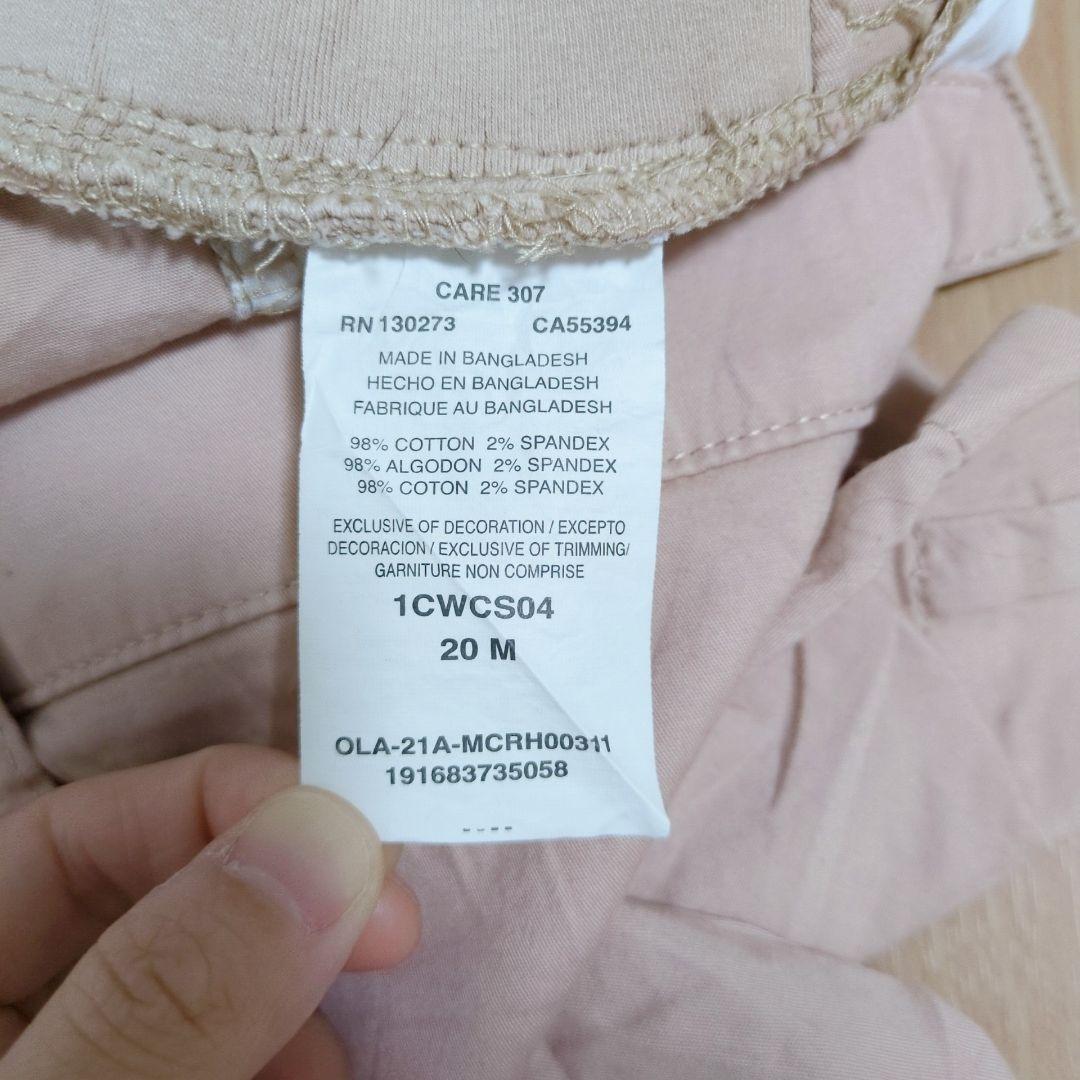 CARE 307
RN 130273 CA55394
MADE IN BANGLADESH
HECHO EN BANGLADESH
FABRIQUE AU BANGLADESH
98% COTTON 2% SPANDEX
98% ALGODON 2% SPANDEX
98% COTON 2% SPANDEX
EXCLUSIVE OF DECORATION / EXCEPTO
DECORACION / EXCLUSIVE OF TRIMMING/
GARNITURE NON COMPRISE
1CWCS04
20 M
OLA-21A-MCRH00311
191683735058